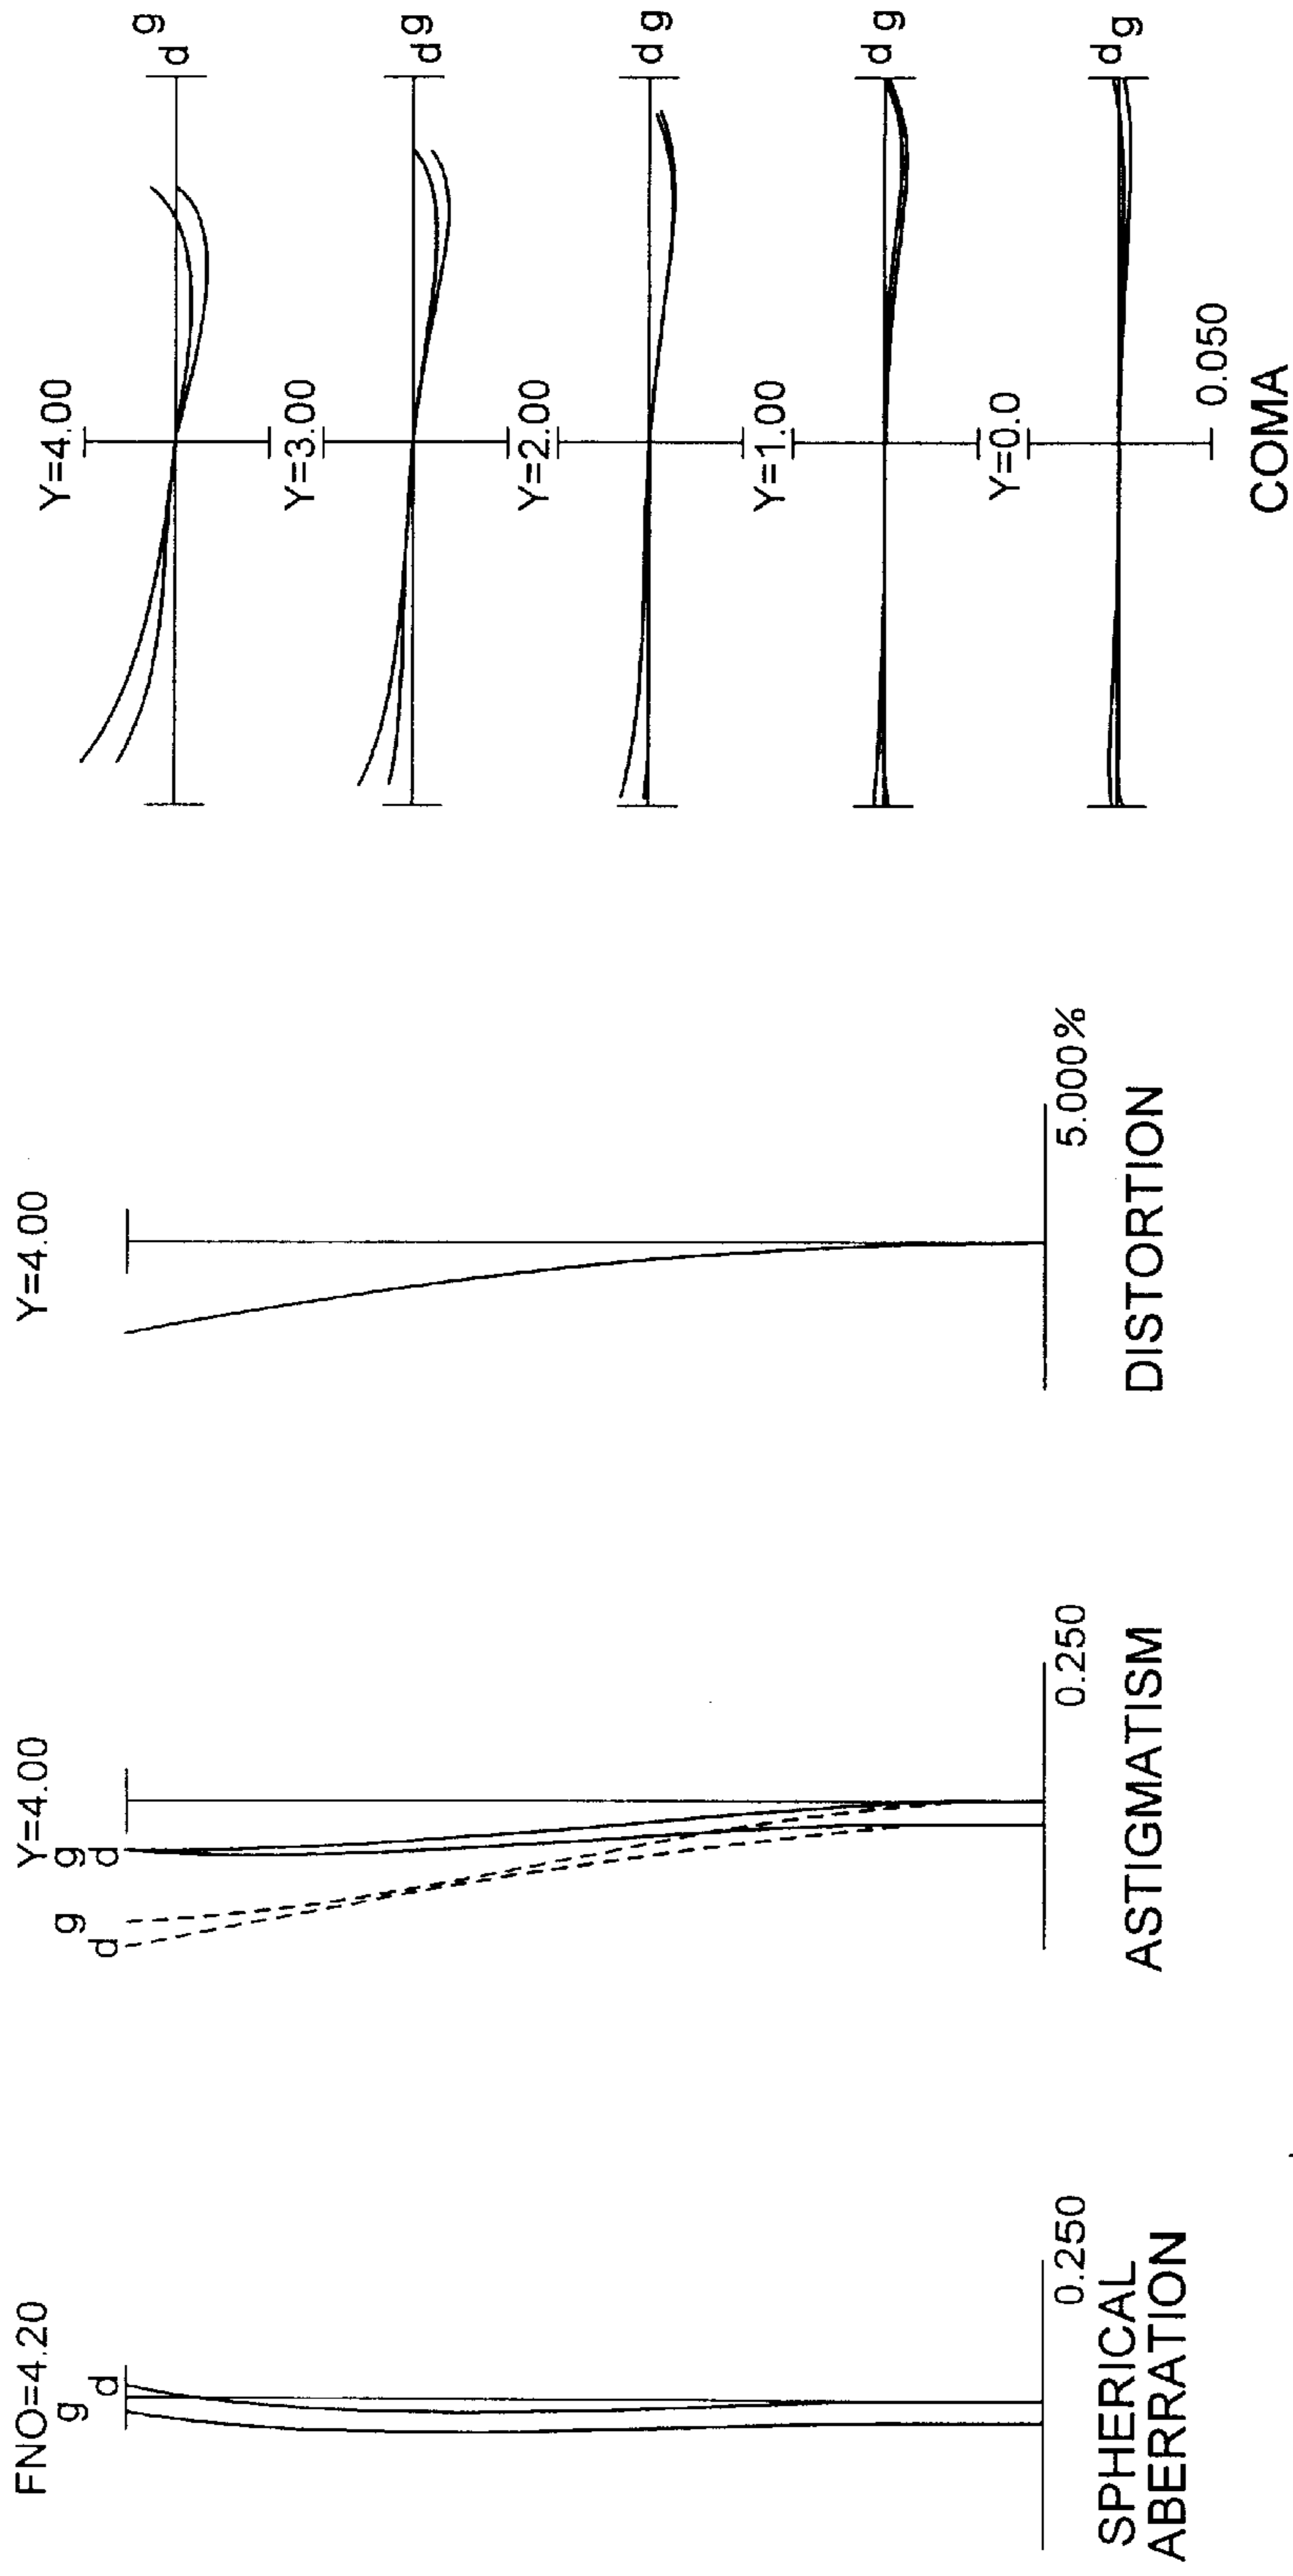 FNO=4.20
g
d
0.250
SPHERICAL
ABERRATION
Y=4.00
g
d
g
d
0.250
ASTIGMATISM
Y=4.00
5.000%
DISTORTION
Y=4.00
d g
Y=3.00
d g
Y=2.00
d g
Y=1.00
d g
Y=0.0
d g
0.050
COMA